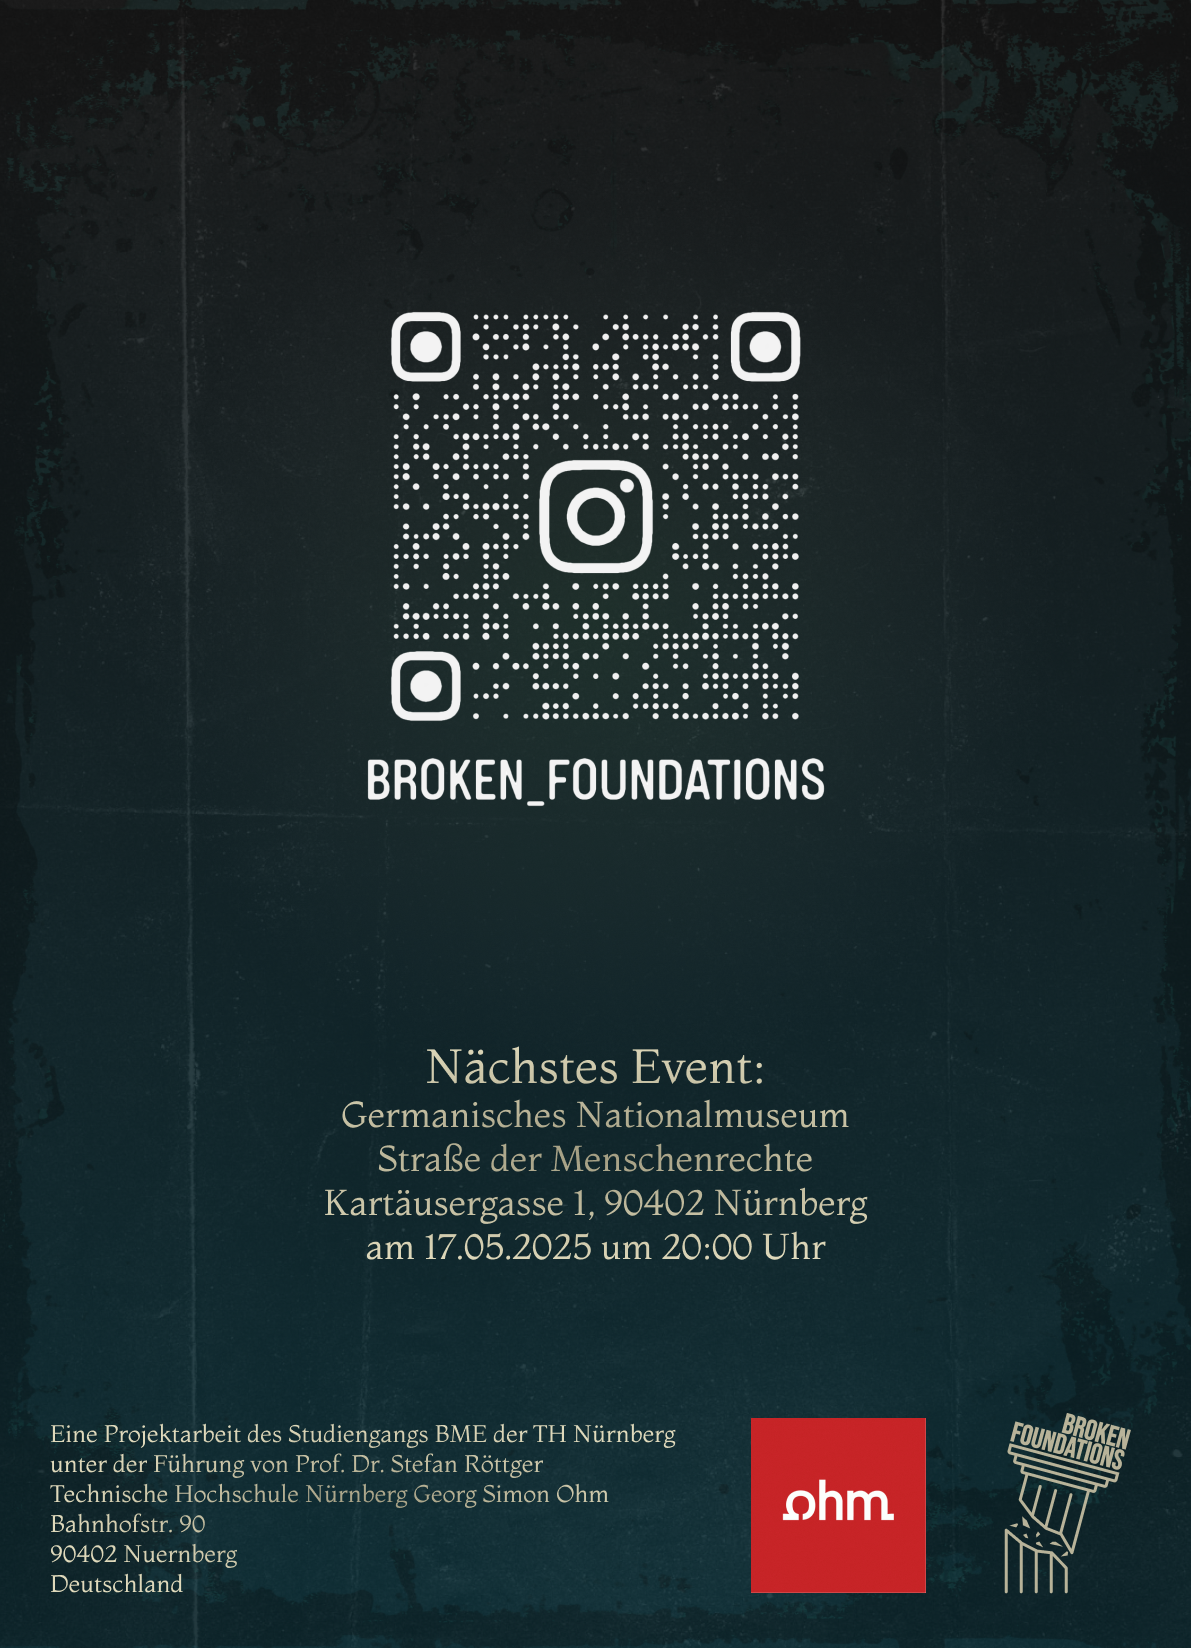 BROKEN_FOUNDATIONS
Nächstes Event:
Germanisches Nationalmuseum
Straße der Menschenrechte
Kartäusergasse 1, 90402 Nürnberg
am 17.05.2025 um 20:00 Uhr
Eine Projektarbeit des Studiengangs BME der TH Nürnberg
unter der Führung von Prof. Dr. Stefan Röttger
Technische Hochschule Nürnberg Georg Simon Ohm
Bahnhofstr. 90
90402 Nuernberg
Deutschland
ohm
BROKEN
FOUNDATIONS